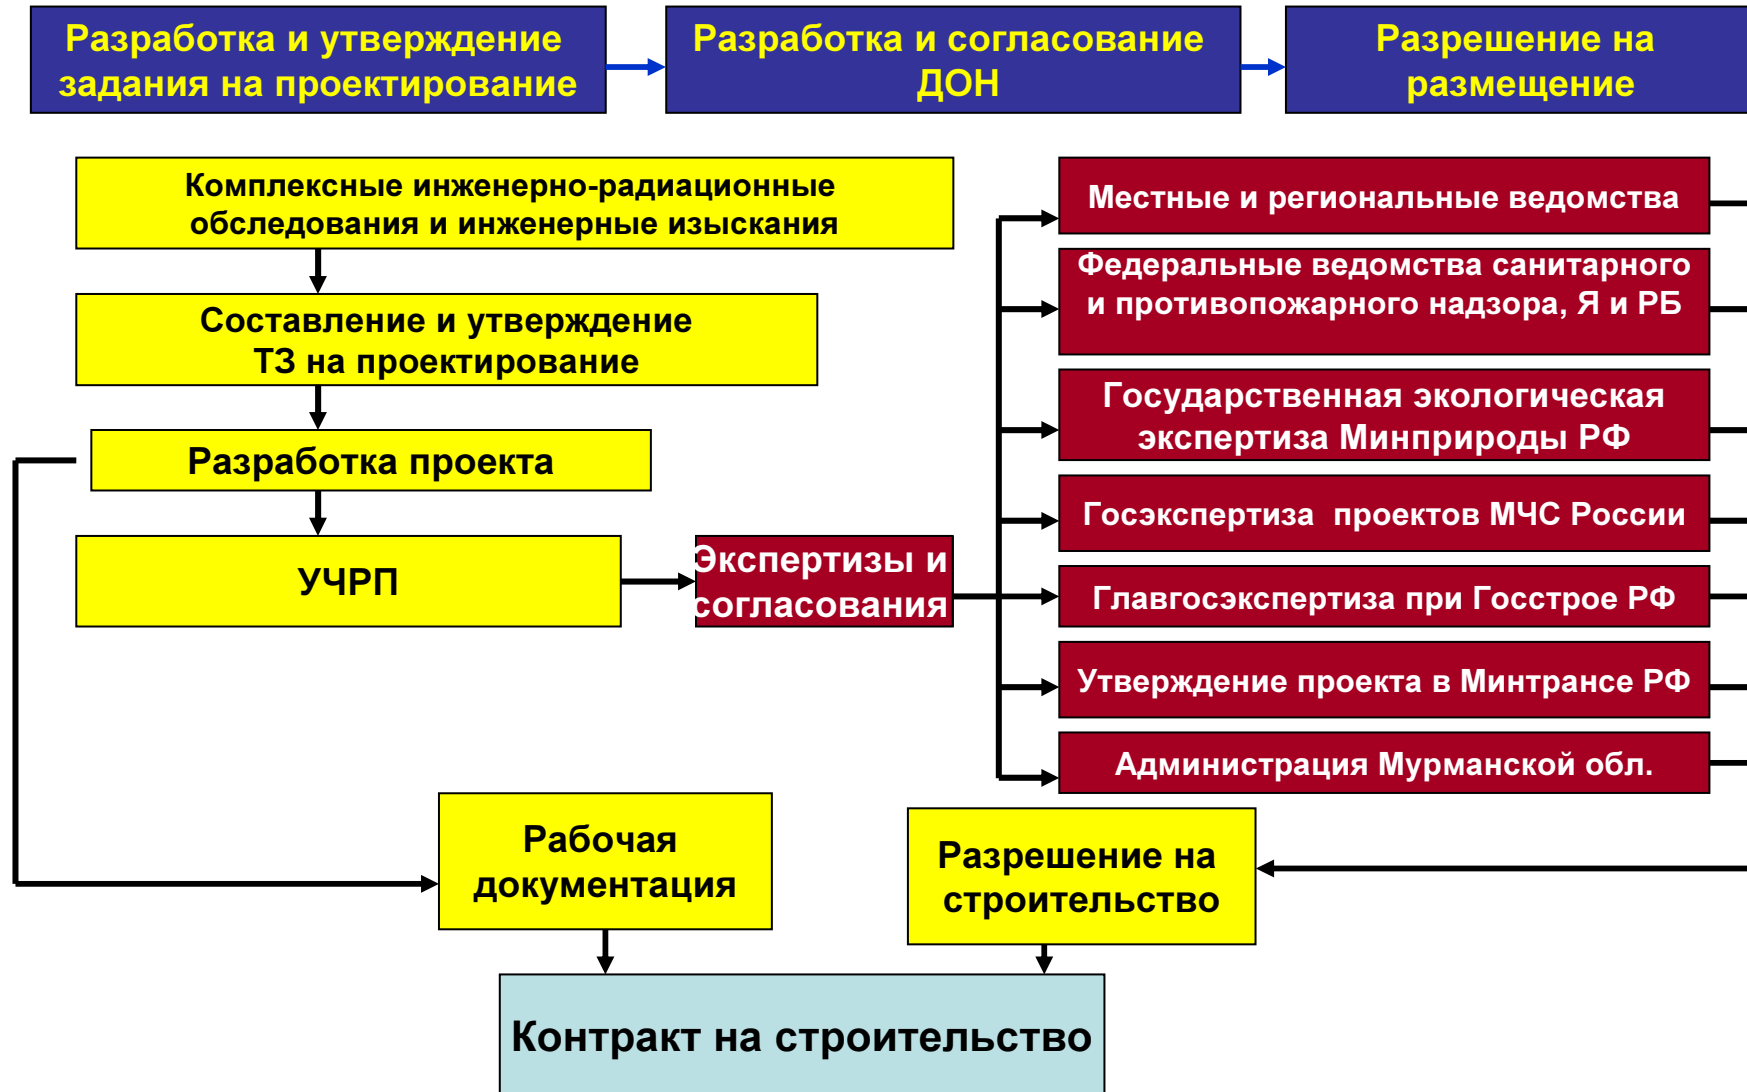 Разработка и утверждение
задания на проектирование
Разработка и согласование
ДОН
Разрешение на
размещение
Комплексные инженерно-радиационные
обследования и инженерные изыскания
Составление и утверждение
ТЗ на проектирование
Разработка проекта
УЧРП
Экспертизы и
согласования
Местные и региональные ведомства
Федеральные ведомства санитарного
и противопожарного надзора, Я и РБ
Государственная экологическая
экспертиза Минприроды РФ
Госэкспертиза проектов МЧС России
Главгосэкспертиза при Госстрое РФ
Утверждение проекта в Минтрансе РФ
Администрация Мурманской обл.
Рабочая
документация
Разрешение на
строительство
Контракт на строительство